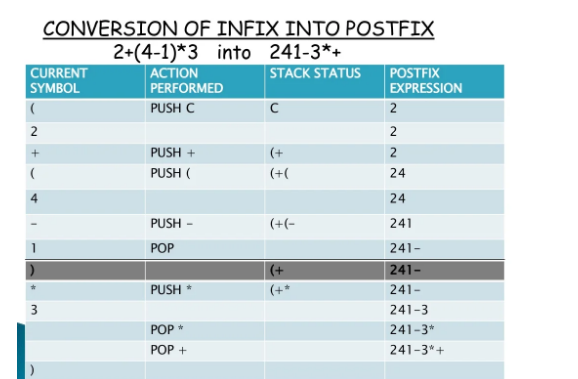 CONVERSION OF INFIX INTO POSTFIX
2+(4-1)*3 into 241-3*+
CURRENT SYMBOL ACTION PERFORMED STACK STATUS POSTFIX EXPRESSION
( PUSH C C 2
2 2
+ PUSH + (+ 2
( PUSH ( (+( 24
4 24
– PUSH – (+(– 241
1 POP 241–
) (+ 241–
* PUSH * (+* 241–
3 241–3
POP * 241–3*
POP + 241–3*+
)